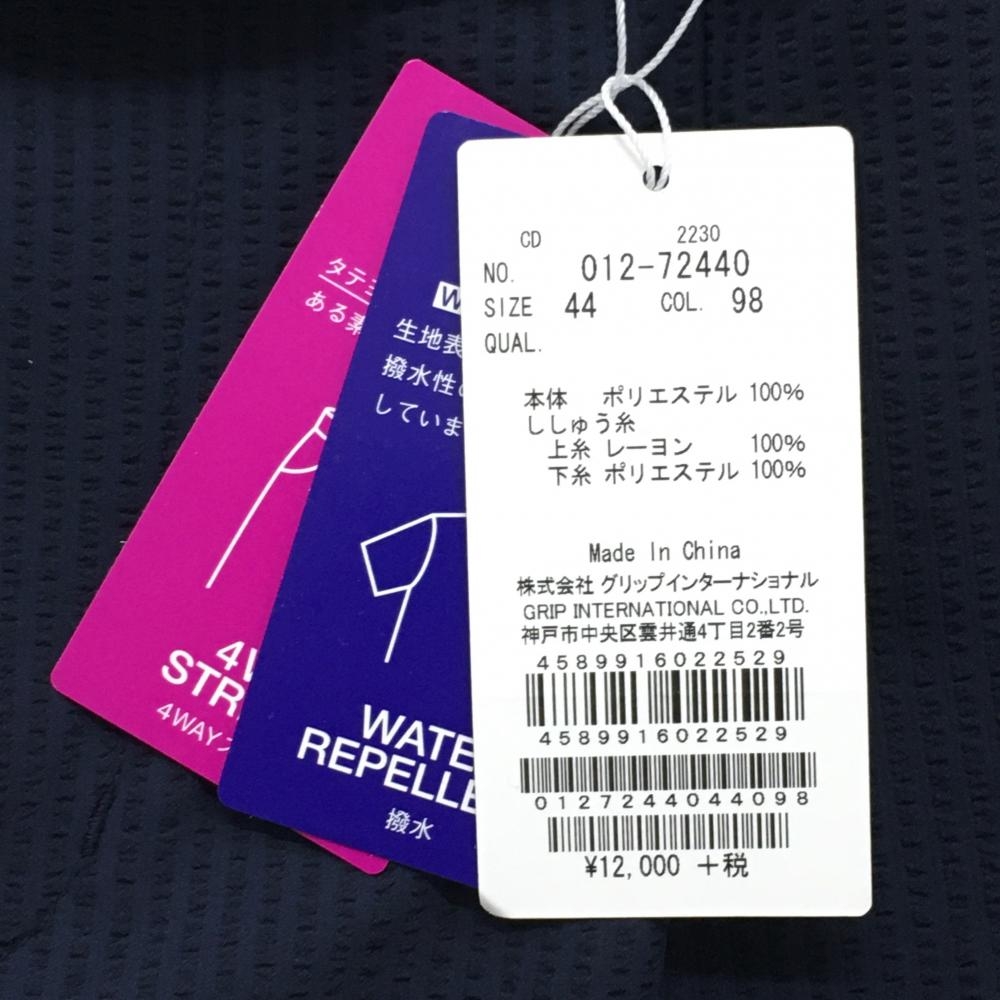 CD 2230
NO. 012-72440
SIZE 44 COL. 98
QUAL.
本体 ポリエステル 100%
ししゅう糸
上糸 レーヨン 100%
下糸 ポリエステル 100%
Made In China
株式会社 グリップインターナショナル
GRIP INTERNATIONAL CO.,LTD.
神戸市中央区雲井通4丁目2番2号
4589916022529
4589916022529
0127244044098
¥12,000 +税
生地表
撥水性
していま
WATE
REPELLE
撥水
タテ
ある素
4W
STR
4WAY